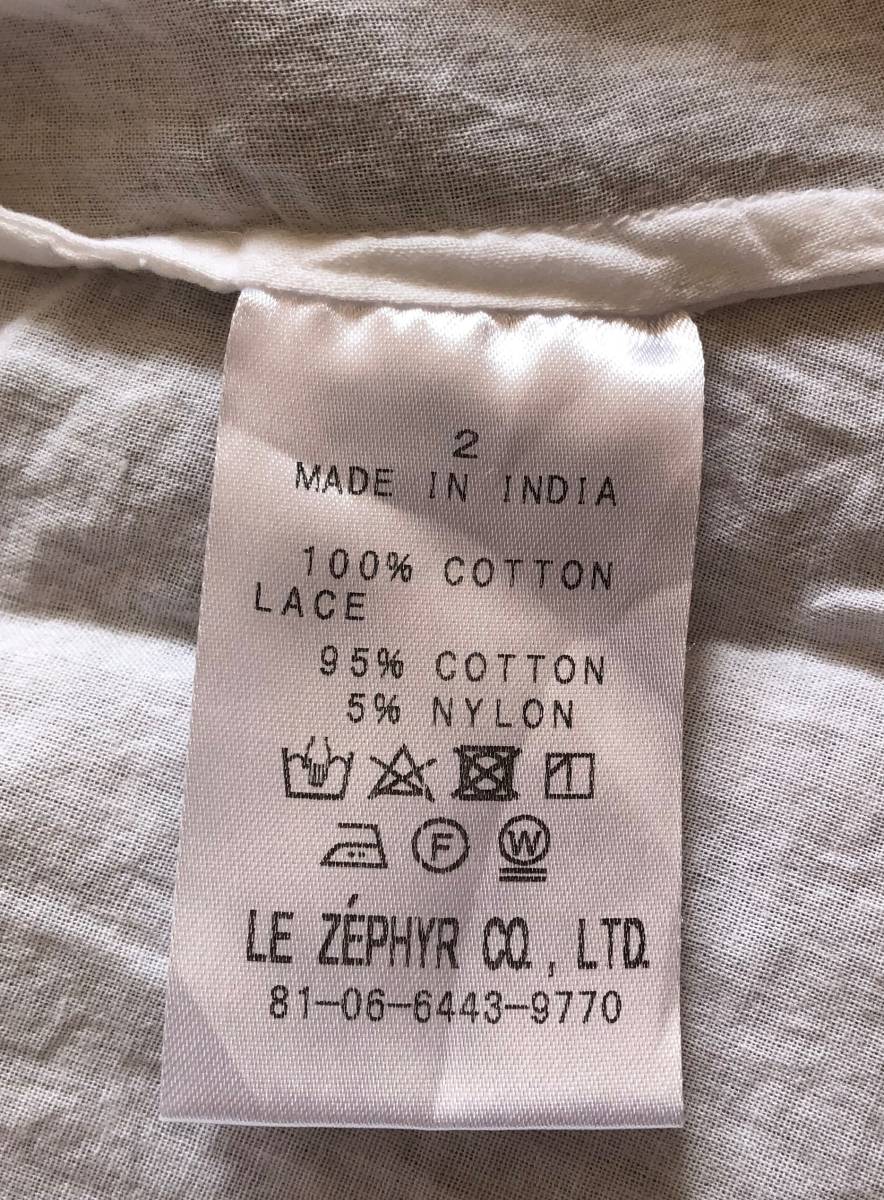 2
MADE IN INDIA
100% COTTON
LACE
95% COTTON
5% NYLON
F W
LE ZÉPHYR CO., LTD.
81-06-6443-9770